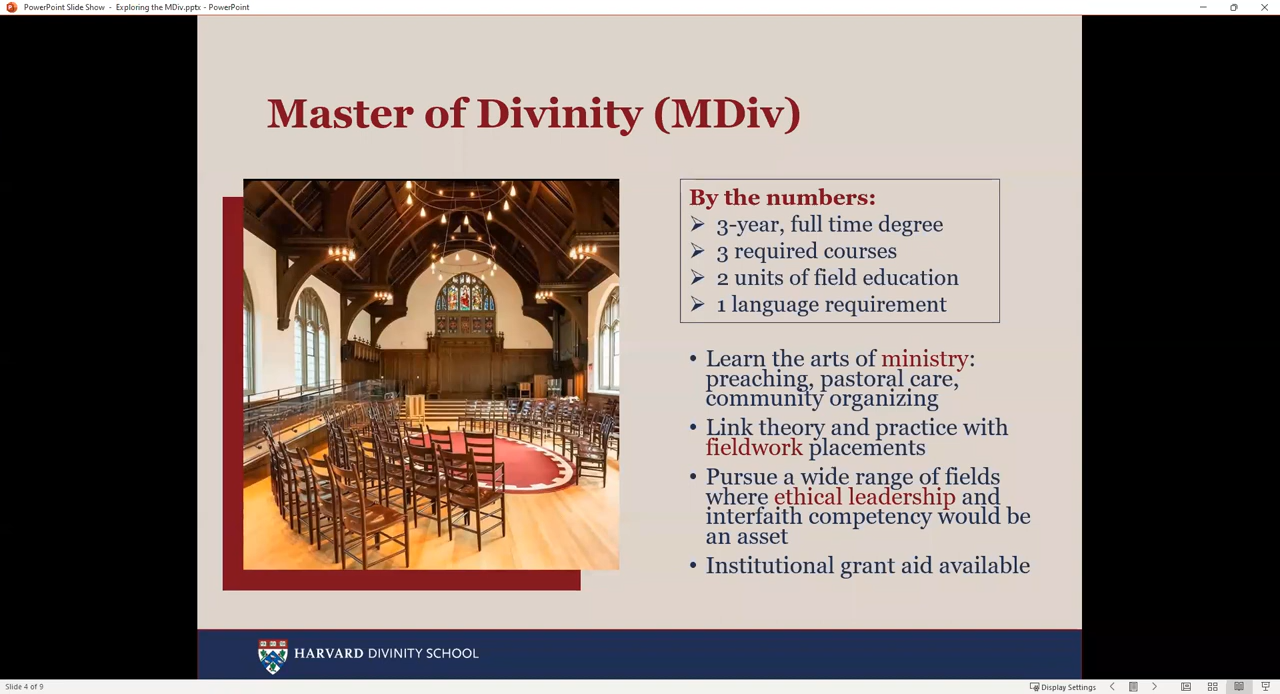 PowerPoint Slide Show - Exploring the MDiv.pptx - PowerPoint
Master of Divinity (MDiv)
By the numbers:
➢ 3-year, full time degree
➢ 3 required courses
➢ 2 units of field education
➢ 1 language requirement
• Learn the arts of ministry:
preaching, pastoral care,
community organizing
• Link theory and practice with
fieldwork placements
• Pursue a wide range of fields
where ethical leadership and
interfaith competency would be
an asset
• Institutional grant aid available
HARVARD DIVINITY SCHOOL
Slide 4 of 9
Display Settings